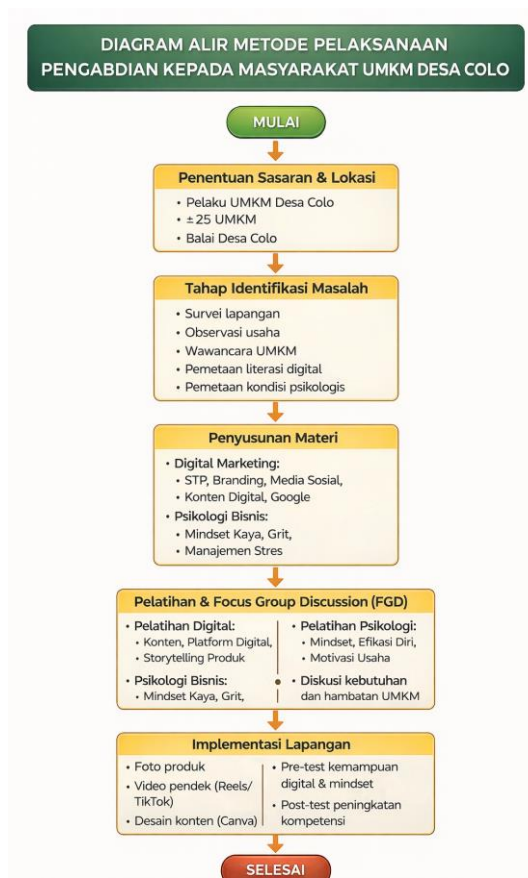 DIAGRAM ALIR METODE PELAKSANAAN
PENGABDIAN KEPADA MASYARAKAT UMKM DESA COLO
MULAI
Penentuan Sasaran & Lokasi
• Pelaku UMKM Desa Colo
• ±25 UMKM
• Balai Desa Colo
Tahap Identifikasi Masalah
• Survei lapangan
• Observasi usaha
• Wawancara UMKM
• Pemetaan literasi digital
• Pemetaan kondisi psikologis
Penyusunan Materi
• Digital Marketing:
• STP, Branding, Media Sosial,
• Konten Digital, Google
• Psikologi Bisnis:
• Mindset Kaya, Grit,
• Manajemen Stres
Pelatihan & Focus Group Discussion (FGD)
• Pelatihan Digital:
• Konten, Platform Digital,
• Storytelling Produk
• Psikologi Bisnis:
• Mindset Kaya, Grit,
• Pelatihan Psikologi:
• Mindset, Efikasi Diri,
• Motivasi Usaha
• Diskusi kebutuhan
dan hambatan UMKM
Implementasi Lapangan
• Foto produk
• Video pendek (Reels/
TikTok)
• Desain konten (Canva)
• Pre-test kemampuan
digital & mindset
• Post-test peningkatan
kompetensi
SELESAI